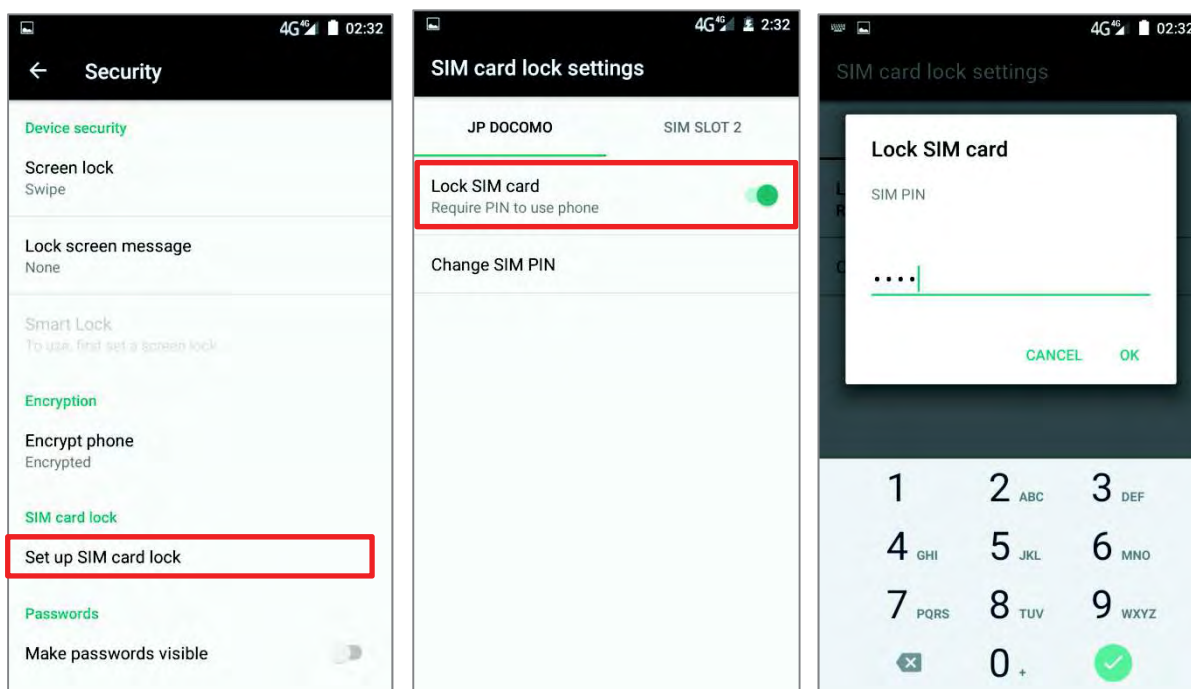 4G 4G 02:32
Security
Device security
Screen lock
Swipe
Lock screen message
None
Smart Lock
To use, first set a screen lock
Encryption
Encrypt phone
Encrypted
SIM card lock
Set up SIM card lock
Passwords
Make passwords visible
4G 4G 2:32
SIM card lock settings
JP DOCOMO SIM SLOT 2
Lock SIM card
Require PIN to use phone
Change SIM PIN
4G 4G 02:32
SIM card lock settings
Lock SIM card
SIM PIN
....
CANCEL OK
1 2 ABC 3 DEF
4 GHI 5 JKL 6 MNO
7 PQRS 8 TUV 9 WXYZ
0 +